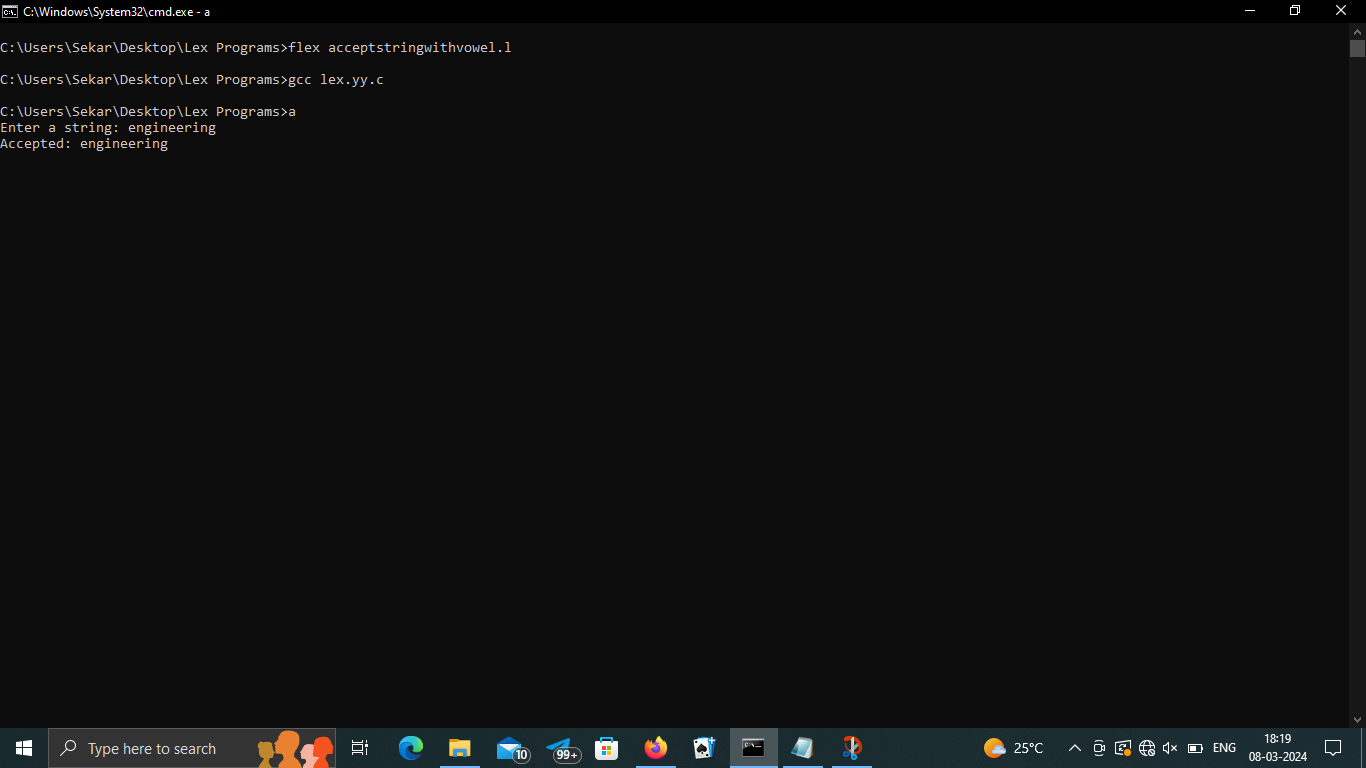 C:\Windows\System32\cmd.exe - a
C:\Users\Sekar\Desktop\Lex Programs>flex acceptstringwithvowel.l
C:\Users\Sekar\Desktop\Lex Programs>gcc lex.yy.c
C:\Users\Sekar\Desktop\Lex Programs>a
Enter a string: engineering
Accepted: engineering
Type here to search
10
99+
25°C
ENG
18:19
08-03-2024